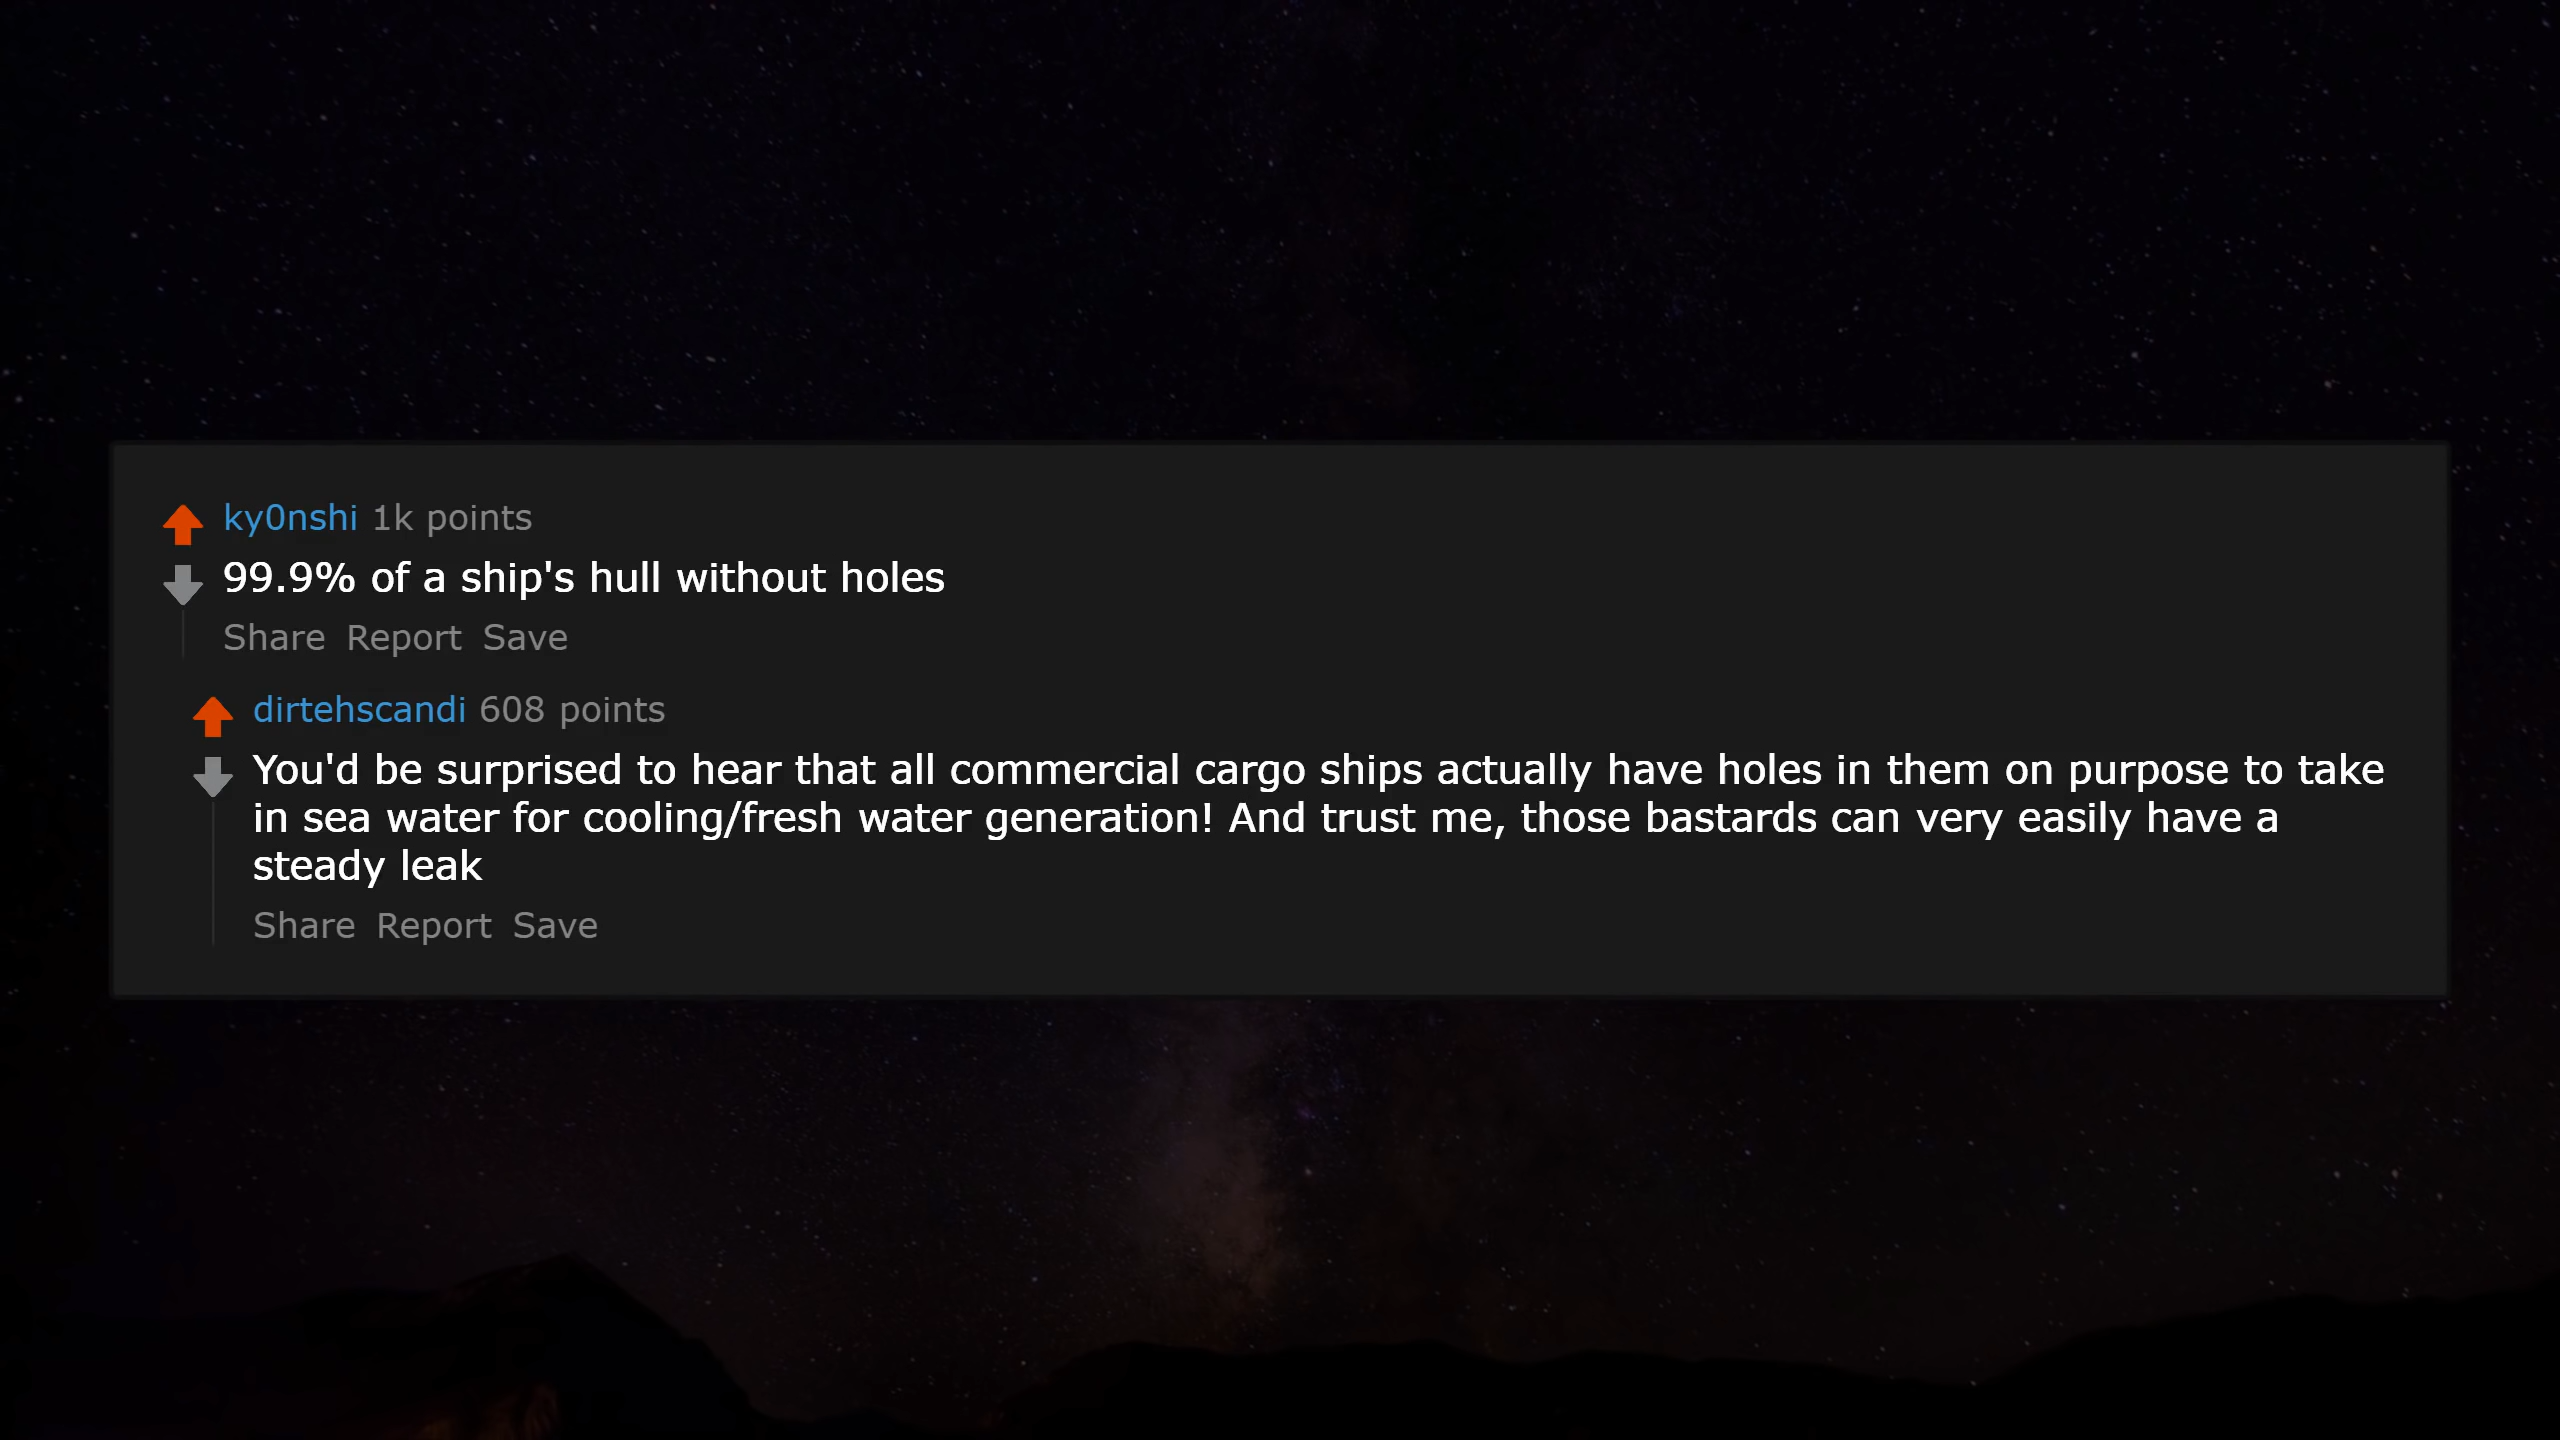 ky0nshi 1k points
99.9% of a ship's hull without holes
Share Report Save
dirtehscandi 608 points
You'd be surprised to hear that all commercial cargo ships actually have holes in them on purpose to take
in sea water for cooling/fresh water generation! And trust me, those bastards can very easily have a
steady leak
Share Report Save